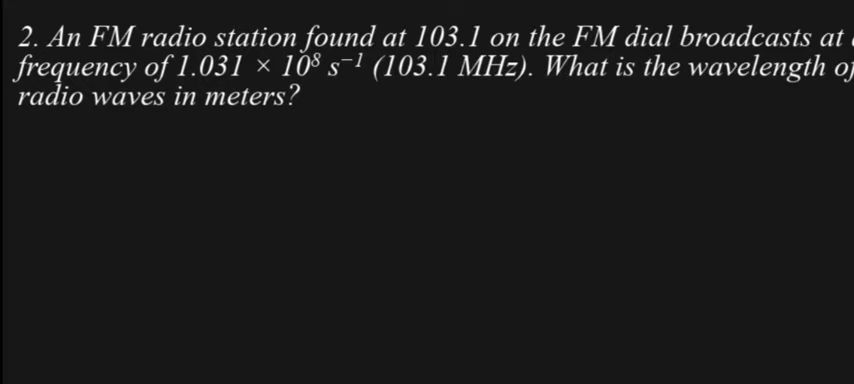 2. An FM radio station found at 103.1 on the FM dial broadcasts at
frequency of 1.031 × 10⁸ s⁻¹ (103.1 MHz). What is the wavelength of
radio waves in meters?